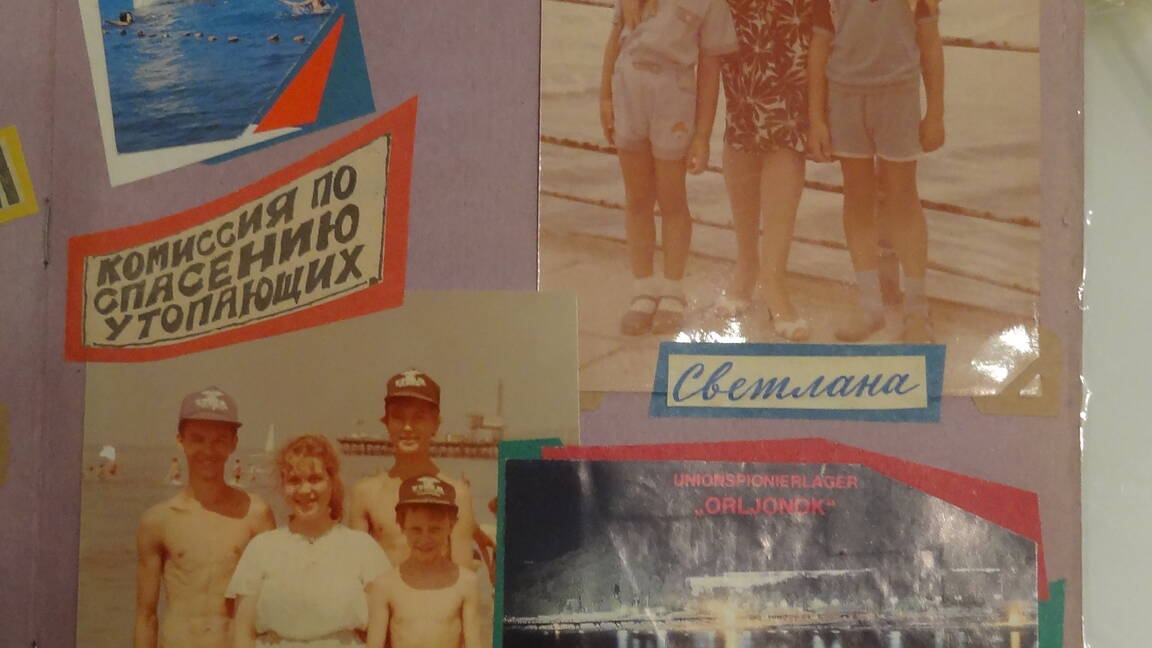 КОМИССИЯ ПО
СПАСЕНИЮ
УТОПАЮЩИХ.
Светлана
UNIONSPIONIERLAGER
„ORLJONOK“